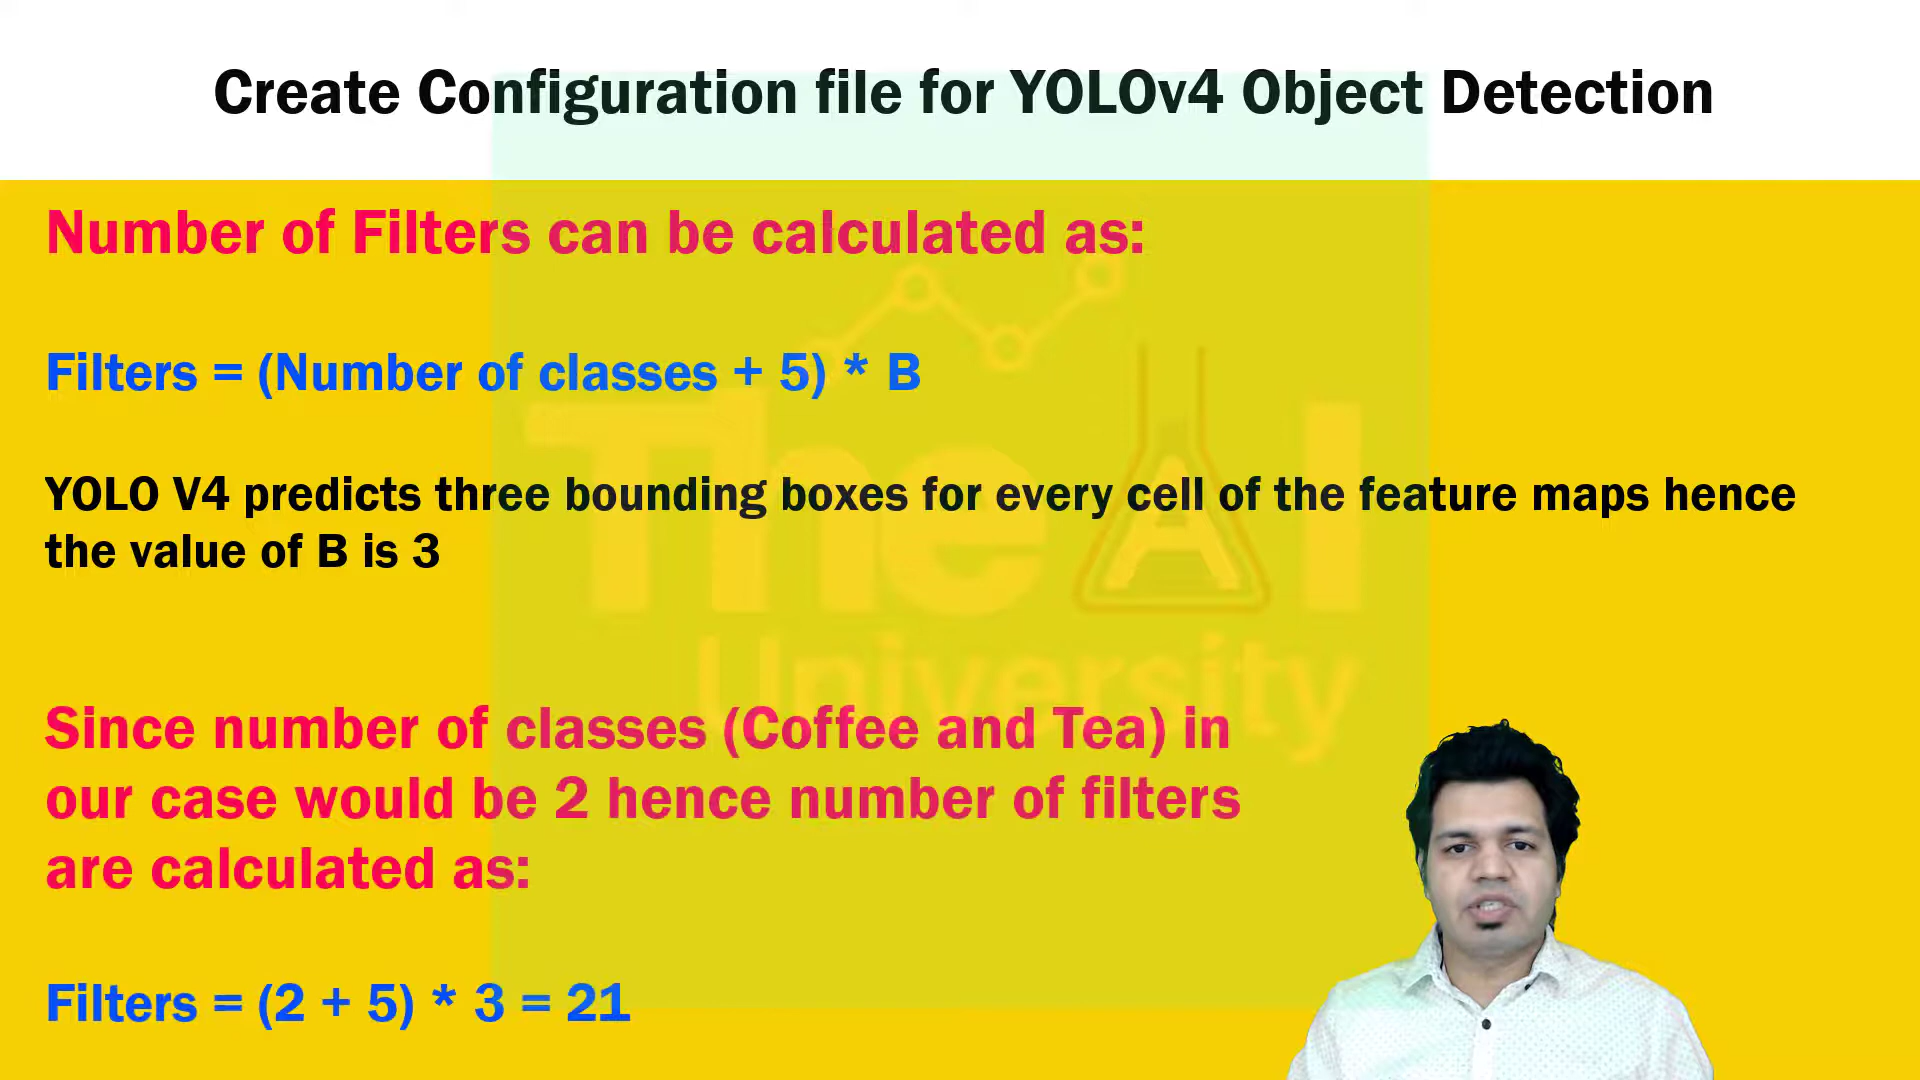 Create Configuration file for YOLOv4 Object Detection
Number of Filters can be calculated as:
Filters = (Number of classes + 5) * B
YOLO V4 predicts three bounding boxes for every cell of the feature maps hence
the value of B is 3
The AI
University
Since number of classes (Coffee and Tea) in
our case would be 2 hence number of filters
are calculated as:
Filters = (2 + 5) * 3 = 21